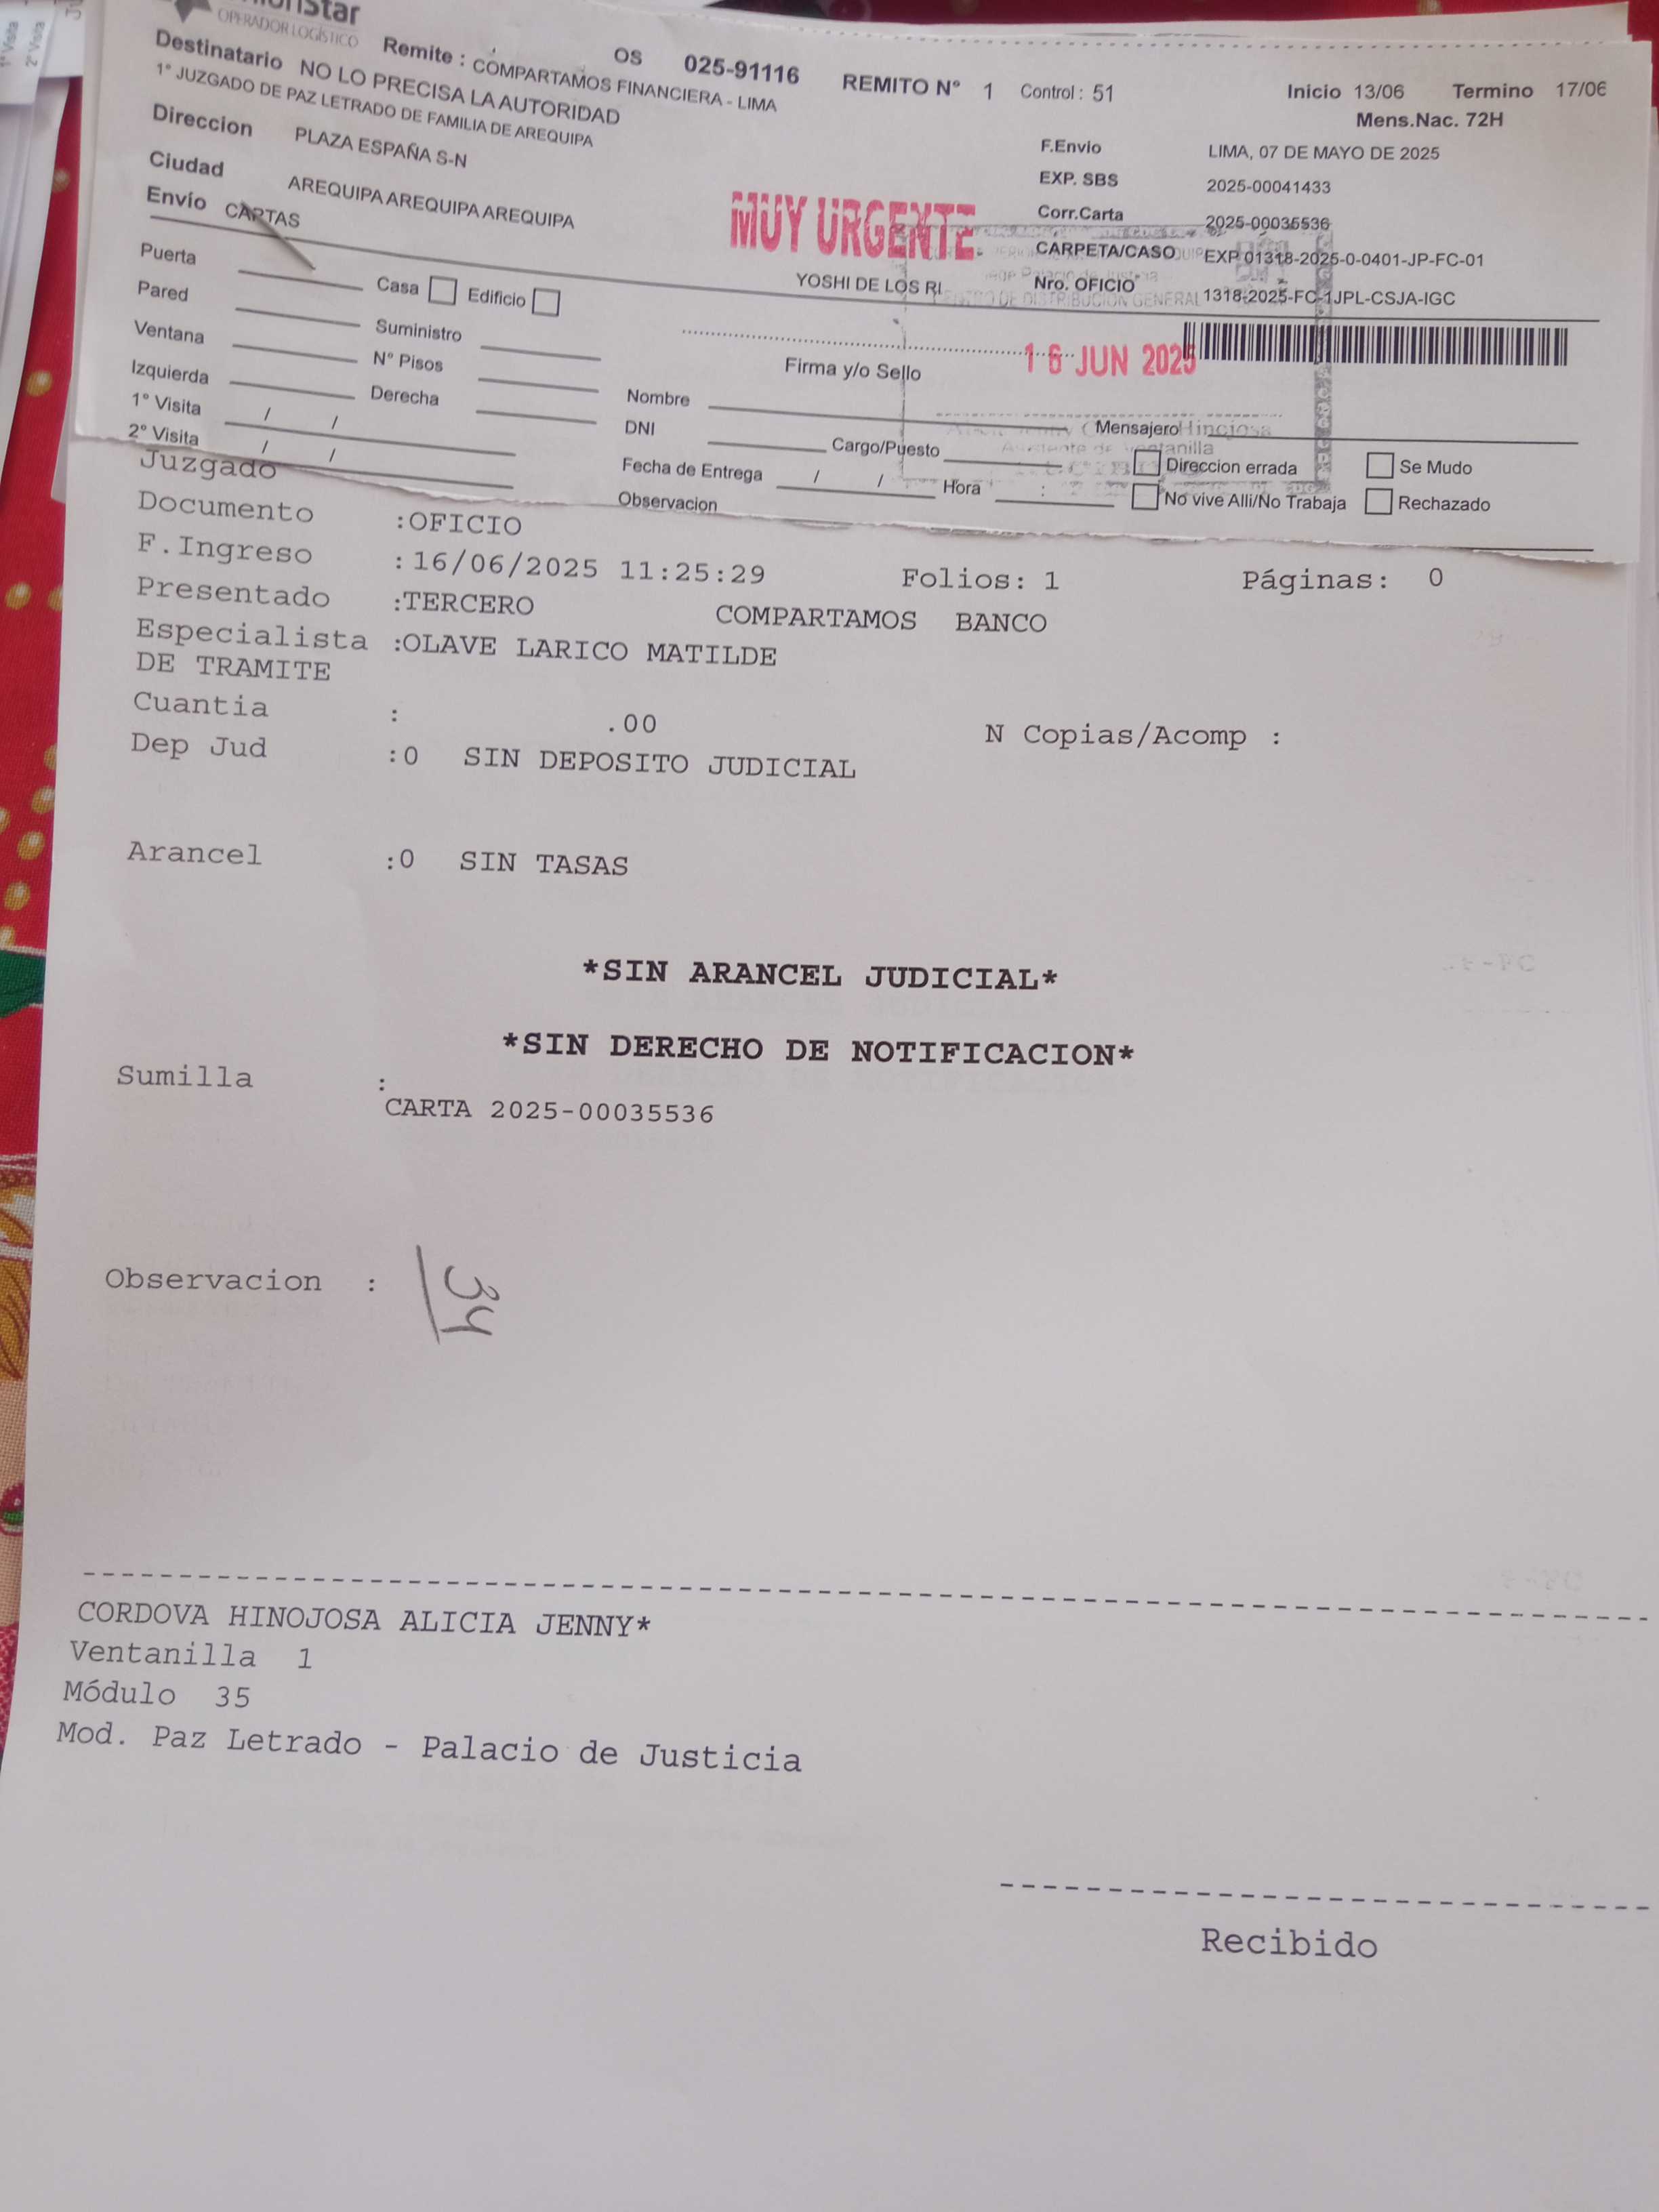 OPERADOR LOGÍSTICO
Destinatario NO LO PRECISA LA AUTORIDAD
Remite : COMPARTAMOS FINANCIERA - LIMA
OS 025-91116 REMITO N° 1 Control : 51 Inicio 13/06 Termino 17/06
Mens.Nac. 72H
1° JUZGADO DE PAZ LETRADO DE FAMILIA DE AREQUIPA
Direccion PLAZA ESPAÑA S-N
Ciudad AREQUIPA AREQUIPA AREQUIPA
Envío CARTAS
F.Envio LIMA, 07 DE MAYO DE 2025
EXP. SBS 2025-00041433
Corr.Carta 2025-00035536
CARPETA/CASO EXP 01318-2025-0-0401-JP-FC-01
Nro. OFICIO 1318-2025-FC-1JPL-CSJA-IGC
MUY URGENTE
YOSHI DE LOS RI
DE DISTRIBUCION GENERAL
16 JUN 2025
Puerta Casa Edificio
Pared Suministro
Ventana N° Pisos
Izquierda Derecha
1° Visita / /
2° Visita / /
Firma y/o Sello
Nombre Mensajero
DNI Cargo/Puesto
Fecha de Entrega / / Hora :
Observacion
Direccion errada Se Mudo
No vive Alli/No Trabaja Rechazado
Juzgado
Documento :OFICIO
F.Ingreso :16/06/2025 11:25:29 Folios: 1 Páginas: 0
Presentado :TERCERO COMPARTAMOS BANCO
Especialista :OLAVE LARICO MATILDE
DE TRAMITE
Cuantia : .00 N Copias/Acomp :
Dep Jud :0 SIN DEPOSITO JUDICIAL
Arancel :0 SIN TASAS
*SIN ARANCEL JUDICIAL*
*SIN DERECHO DE NOTIFICACION*
Sumilla :
CARTA 2025-00035536
Observacion :
34
CORDOVA HINOJOSA ALICIA JENNY*
Ventanilla 1
Módulo 35
Mod. Paz Letrado - Palacio de Justicia
Recibido
1° Visita
2° Visita